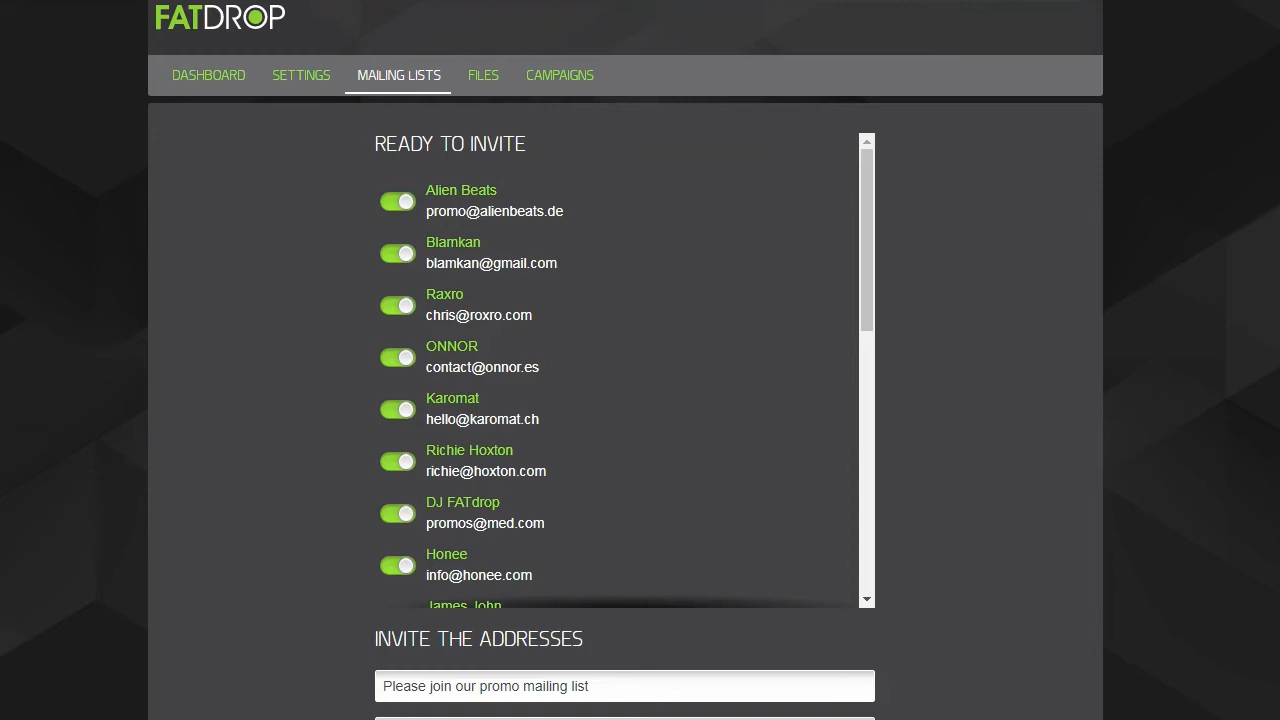 FATDROP
DASHBOARD SETTINGS MAILING LISTS FILES CAMPAIGNS
READY TO INVITE
Alien Beats
promo@alienbeats.de
Blamkan
blamkan@gmail.com
Raxro
chris@roxro.com
ONNOR
contact@onnor.es
Karomat
hello@karomat.ch
Richie Hoxton
richie@hoxton.com
DJ FATdrop
promos@med.com
Honee
info@honee.com
James John
INVITE THE ADDRESSES
Please join our promo mailing list